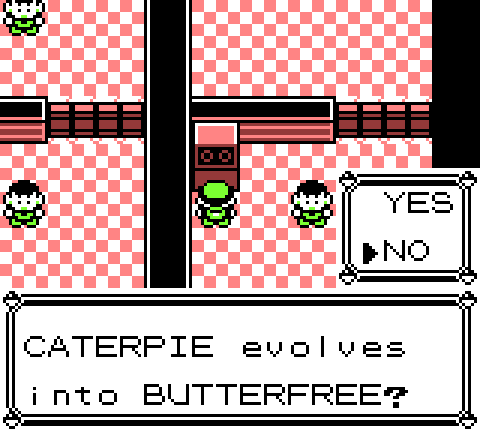 YES
NO
CATERPIE evolves
into BUTTERFREE?